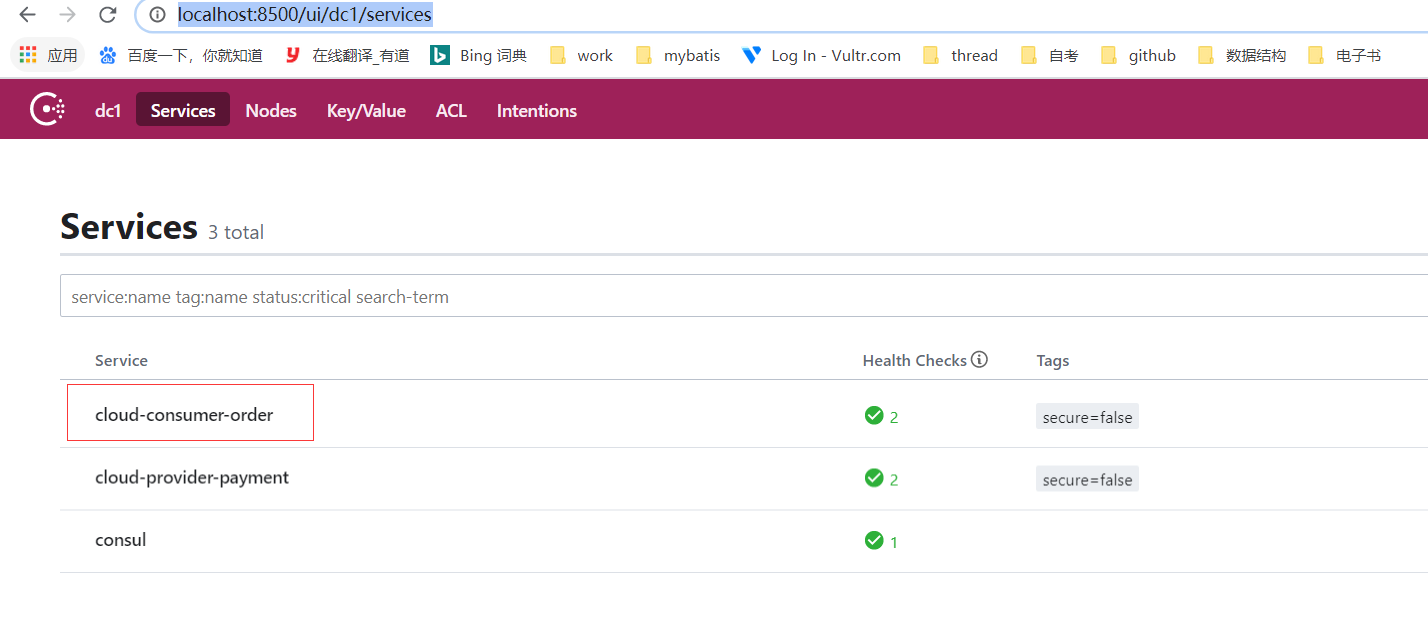 localhost:8500/ui/dc1/services
应用 百度一下，你就知道 在线翻译_有道 Bing 词典 work mybatis Log In - Vultr.com thread 自考 github 数据结构 电子书
dc1 Services Nodes Key/Value ACL Intentions
Services 3 total
service:name tag:name status:critical search-term
Service Health Checks Tags
cloud-consumer-order 2 secure=false
cloud-provider-payment 2 secure=false
consul 1